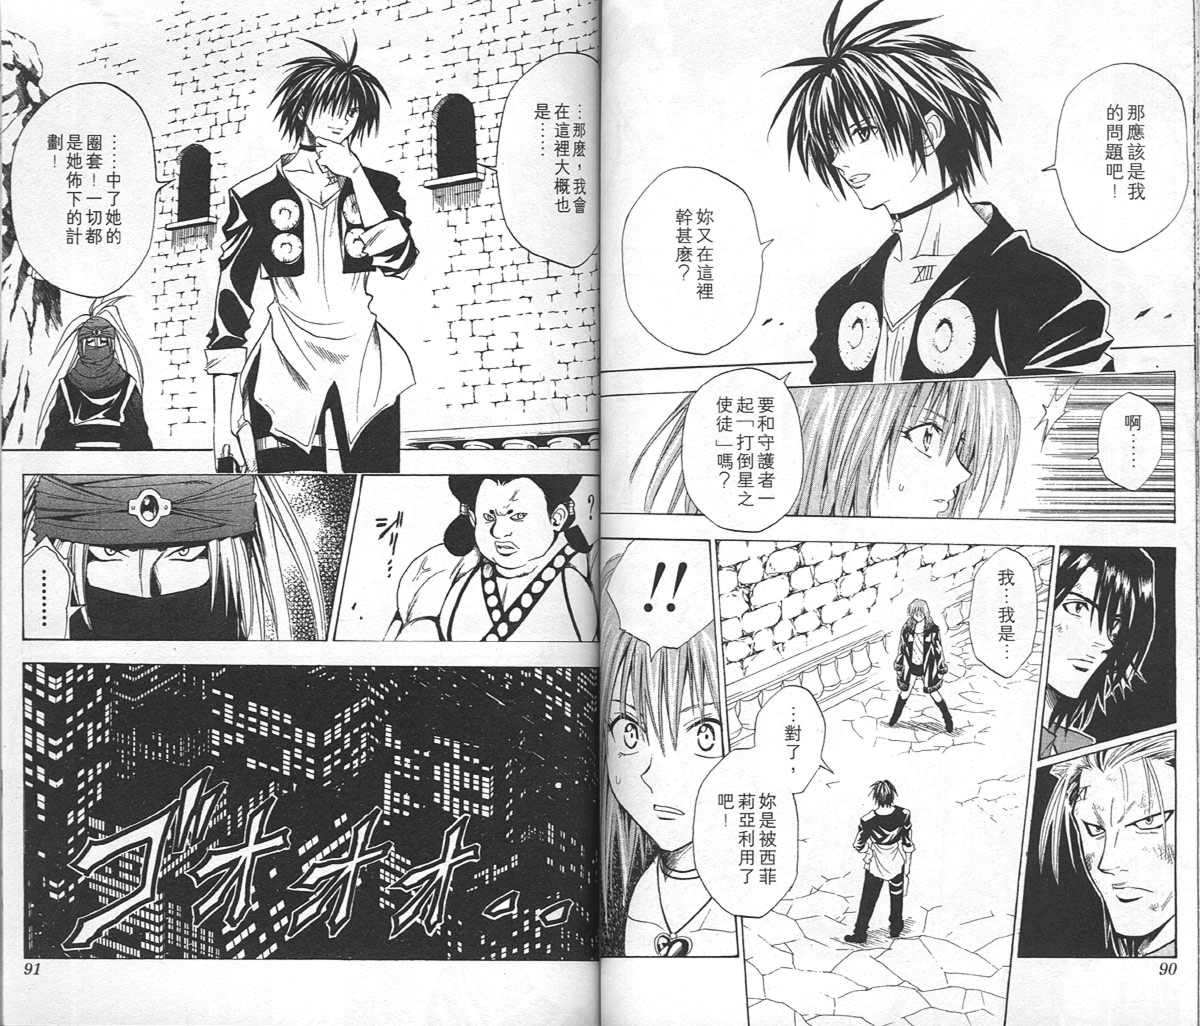 那應該是我
的問題吧！
妳又在這裡
幹甚麼？
XIII
啊……
要和守護者一
起「打倒星之
使徒」嗎？
我…我是…
…對了，
妳是被西菲
莉亞利用了
吧！
!!
90
…那麼，我會
在這裡大概也
是……
……中了她的
圈套！一切都
是她佈下的計
劃！
?
………
ブオオオ..
91